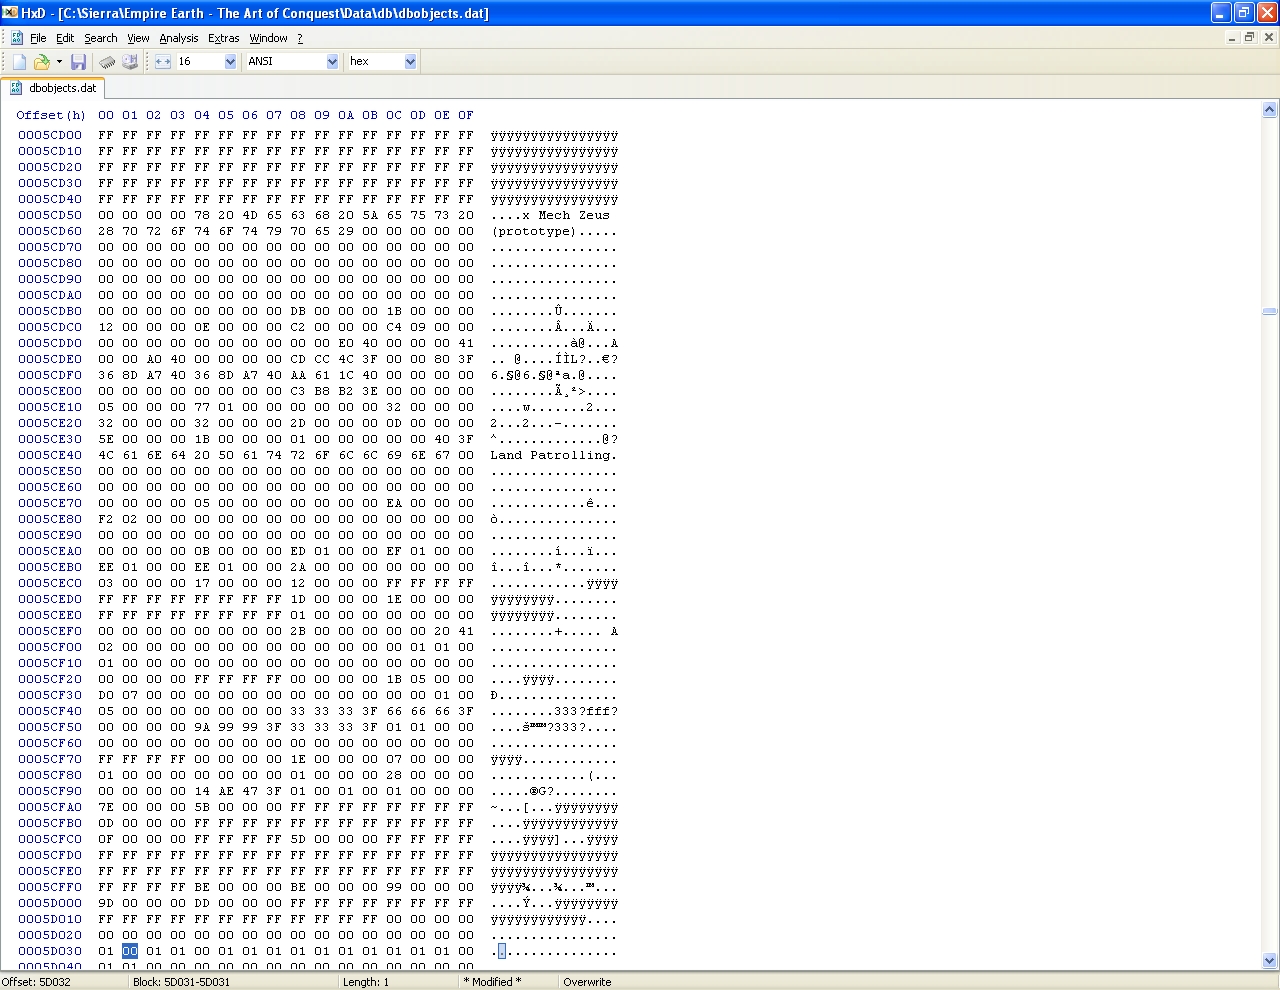 HxD - [C:\Sierra\Empire Earth - The Art of Conquest\Data\db\dbobjects.dat]
File Edit Search View Analysis Extras Window ?
16 ANSI hex
dbobjects.dat
Offset(h) 00 01 02 03 04 05 06 07 08 09 0A 0B 0C 0D 0E 0F
0005CD00 FF FF FF FF FF FF FF FF FF FF FF FF FF FF FF FF ÿÿÿÿÿÿÿÿÿÿÿÿÿÿÿÿ
0005CD10 FF FF FF FF FF FF FF FF FF FF FF FF FF FF FF FF ÿÿÿÿÿÿÿÿÿÿÿÿÿÿÿÿ
0005CD20 FF FF FF FF FF FF FF FF FF FF FF FF FF FF FF FF ÿÿÿÿÿÿÿÿÿÿÿÿÿÿÿÿ
0005CD30 FF FF FF FF FF FF FF FF FF FF FF FF FF FF FF FF ÿÿÿÿÿÿÿÿÿÿÿÿÿÿÿÿ
0005CD40 FF FF FF FF FF FF FF FF FF FF FF FF FF FF FF FF ÿÿÿÿÿÿÿÿÿÿÿÿÿÿÿÿ
0005CD50 00 00 00 00 78 20 4D 65 63 68 20 5A 65 75 73 20 ....x Mech Zeus
0005CD60 28 70 72 6F 74 6F 74 79 70 65 29 00 00 00 00 00 (prototype).....
0005CD70 00 00 00 00 00 00 00 00 00 00 00 00 00 00 00 00 ................
0005CD80 00 00 00 00 00 00 00 00 00 00 00 00 00 00 00 00 ................
0005CD90 00 00 00 00 00 00 00 00 00 00 00 00 00 00 00 00 ................
0005CDA0 00 00 00 00 00 00 00 00 00 00 00 00 00 00 00 00 ................
0005CDB0 00 00 00 00 00 00 00 00 DB 00 00 00 1B 00 00 00 ........Û.......
0005CDC0 12 00 00 00 0E 00 00 00 C2 00 00 00 C4 09 00 00 ........Â...Ä...
0005CDD0 00 00 00 00 00 00 00 00 00 00 E0 40 00 00 00 41 ..........à@...A
0005CDE0 00 00 A0 40 00 00 00 00 CD CC 4C 3F 00 00 80 3F .. @....ÍÌL?..€?
0005CDF0 36 8D A7 40 36 8D A7 40 AA 61 1C 40 00 00 00 00 6.§@6.§@ªa.@....
0005CE00 00 00 00 00 00 00 00 00 C3 B8 B2 3E 00 00 00 00 ........Ã¸²>....
0005CE10 05 00 00 00 77 01 00 00 00 00 00 00 32 00 00 00 ....w.......2...
0005CE20 32 00 00 00 32 00 00 00 2D 00 00 00 0D 00 00 00 2...2...-.......
0005CE30 5E 00 00 00 1B 00 00 00 01 00 00 00 00 00 40 3F ^.............@?
0005CE40 4C 61 6E 64 20 50 61 74 72 6F 6C 6C 69 6E 67 00 Land Patrolling.
0005CE50 00 00 00 00 00 00 00 00 00 00 00 00 00 00 00 00 ................
0005CE60 00 00 00 00 00 00 00 00 00 00 00 00 00 00 00 00 ................
0005CE70 00 00 00 00 05 00 00 00 00 00 00 00 EA 00 00 00 ............ê...
0005CE80 F2 02 00 00 00 00 00 00 00 00 00 00 00 00 00 00 ò...............
0005CE90 00 00 00 00 00 00 00 00 00 00 00 00 00 00 00 00 ................
0005CEA0 00 00 00 00 0B 00 00 00 ED 01 00 00 EF 01 00 00 ........í...ï...
0005CEB0 EE 01 00 00 EE 01 00 00 2A 00 00 00 00 00 00 00 î...î...*.......
0005CEC0 03 00 00 00 17 00 00 00 12 00 00 00 FF FF FF FF ............ÿÿÿÿ
0005CED0 FF FF FF FF FF FF FF FF 1D 00 00 00 1E 00 00 00 ÿÿÿÿÿÿÿÿ........
0005CEE0 FF FF FF FF FF FF FF FF 01 00 00 00 00 00 00 00 ÿÿÿÿÿÿÿÿ........
0005CEF0 00 00 00 00 00 00 00 00 2B 00 00 00 00 00 20 41 ........+..... A
0005CF00 02 00 00 00 00 00 00 00 00 00 00 00 00 01 01 00 ................
0005CF10 01 00 00 00 00 00 00 00 00 00 00 00 00 00 00 00 ................
0005CF20 00 00 00 00 FF FF FF FF 00 00 00 00 1B 05 00 00 ....ÿÿÿÿ........
0005CF30 D0 07 00 00 00 00 00 00 00 00 00 00 00 00 01 00 Ð...............
0005CF40 05 00 00 00 00 00 00 00 33 33 33 3F 66 66 66 3F ........333?fff?
0005CF50 00 00 00 00 9A 99 99 3F 33 33 33 3F 01 01 00 00 ....š™™?333?....
0005CF60 00 00 00 00 00 00 00 00 00 00 00 00 00 00 00 00 ................
0005CF70 FF FF FF FF 00 00 00 00 1E 00 00 00 07 00 00 00 ÿÿÿÿ............
0005CF80 01 00 00 00 00 00 00 00 01 00 00 00 28 00 00 00 ............(...
0005CF90 00 00 00 00 14 AE 47 3F 01 00 01 00 01 00 00 00 .....®G?........
0005CFA0 7E 00 00 00 5B 00 00 00 FF FF FF FF FF FF FF FF ~...[...ÿÿÿÿÿÿÿÿ
0005CFB0 0D 00 00 00 FF FF FF FF FF FF FF FF FF FF FF FF ....ÿÿÿÿÿÿÿÿÿÿÿÿ
0005CFC0 0F 00 00 00 FF FF FF FF 5D 00 00 00 FF FF FF FF ....ÿÿÿÿ]...ÿÿÿÿ
0005CFD0 FF FF FF FF FF FF FF FF FF FF FF FF FF FF FF FF ÿÿÿÿÿÿÿÿÿÿÿÿÿÿÿÿ
0005CFE0 FF FF FF FF FF FF FF FF FF FF FF FF FF FF FF FF ÿÿÿÿÿÿÿÿÿÿÿÿÿÿÿÿ
0005CFF0 FF FF FF FF BE 00 00 00 BE 00 00 00 99 00 00 00 ÿÿÿÿ¾...¾...™...
0005D000 9D 00 00 00 DD 00 00 00 FF FF FF FF FF FF FF FF ....Ý...ÿÿÿÿÿÿÿÿ
0005D010 FF FF FF FF FF FF FF FF FF FF FF FF 00 00 00 00 ÿÿÿÿÿÿÿÿÿÿÿÿ....
0005D020 00 00 00 00 00 00 00 00 00 00 00 00 00 00 00 00 ................
0005D030 01 00 01 01 00 01 01 01 01 01 01 01 01 01 01 00 ................
0005D040 01 01 00 00 00 00 00 00 00 00 00 00 00 00 00 00 ................
Offset: 5D032 Block: 5D031-5D031 Length: 1 * Modified * Overwrite